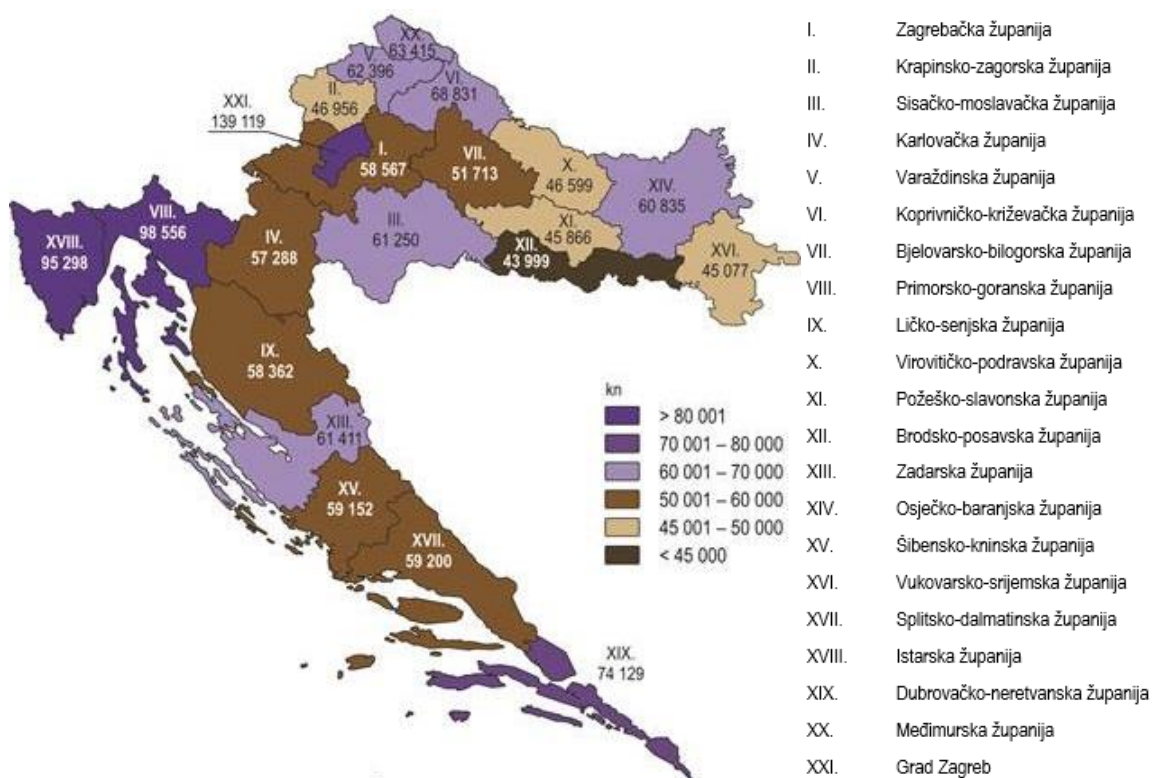 XX.
63 415
V.
62 396
VI.
68 831
II.
46 956
XXI.
139 119
I.
58 567
VII.
51 713
X.
46 599
XIV.
60 835
III.
61 250
XI.
45 866
XII.
43 999
XVI.
45 077
VIII.
98 556
XVIII.
95 298
IV.
57 288
IX.
58 362
XIII.
61 411
XV.
59 152
XVII.
59 200
XIX.
74 129
kn
> 80 001
70 001 – 80 000
60 001 – 70 000
50 001 – 60 000
45 001 – 50 000
< 45 000
I. Zagrebačka županija
II. Krapinsko-zagorska županija
III. Sisačko-moslavačka županija
IV. Karlovačka županija
V. Varaždinska županija
VI. Koprivničko-križevačka županija
VII. Bjelovarsko-bilogorska županija
VIII. Primorsko-goranska županija
IX. Ličko-senjska županija
X. Virovitičko-podravska županija
XI. Požeško-slavonska županija
XII. Brodsko-posavska županija
XIII. Zadarska županija
XIV. Osječko-baranjska županija
XV. Šibensko-kninska županija
XVI. Vukovarsko-srijemska županija
XVII. Splitsko-dalmatinska županija
XVIII. Istarska županija
XIX. Dubrovačko-neretvanska županija
XX. Međimurska županija
XXI. Grad Zagreb